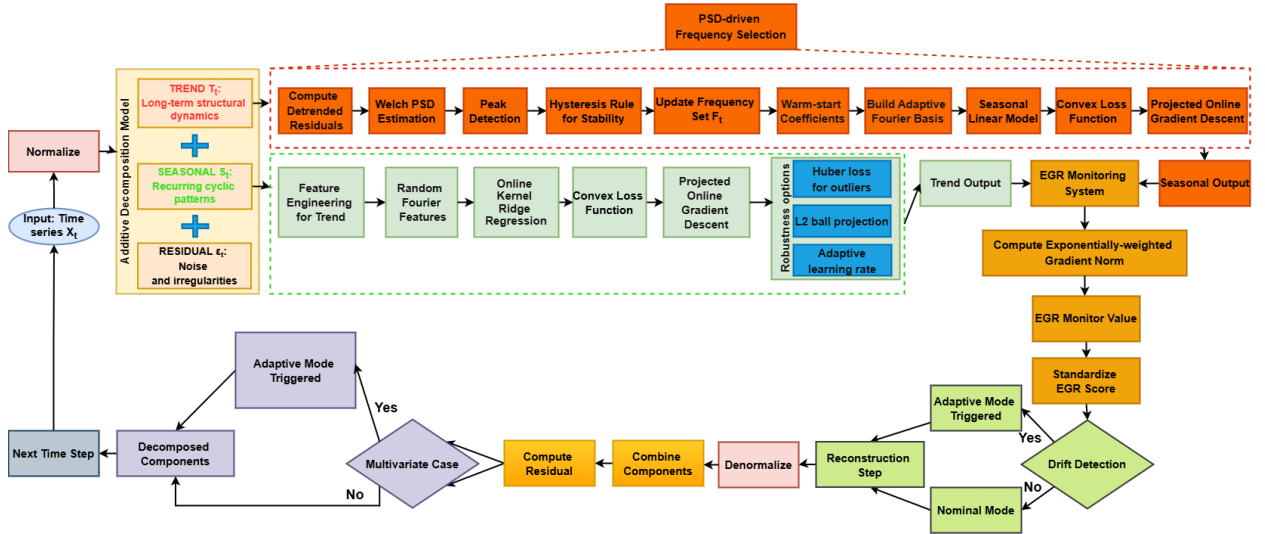 PSD-driven
Frequency Selection
Additive Decomposition Model
TREND Tt:
Long-term structural
dynamics
SEASONAL St:
Recurring cyclic
patterns
RESIDUAL εt:
Noise
and irregularities
Normalize
Input: Time
series Xt
Compute
Detrended
Residuals
Welch PSD
Estimation
Peak
Detection
Hysteresis Rule
for Stability
Update Frequency
Set Ft
Warm-start
Coefficients
Build Adaptive
Fourier Basis
Seasonal
Linear Model
Convex Loss
Function
Projected Online
Gradient Descent
Feature
Engineering
for Trend
Random
Fourier
Features
Online
Kernel
Ridge
Regression
Convex Loss
Function
Projected
Online
Gradient
Descent
Robustness options
Huber loss
for outliers
L2 ball projection
Adaptive
learning rate
Trend Output
EGR Monitoring
System
Seasonal Output
Compute Exponentially-weighted
Gradient Norm
EGR Monitor Value
Standardize
EGR Score
Drift Detection
Yes
No
Adaptive Mode
Triggered
Nominal Mode
Reconstruction
Step
Denormalize
Combine
Components
Compute
Residual
Multivariate Case
Yes
No
Adaptive Mode
Triggered
Decomposed
Components
Next Time Step